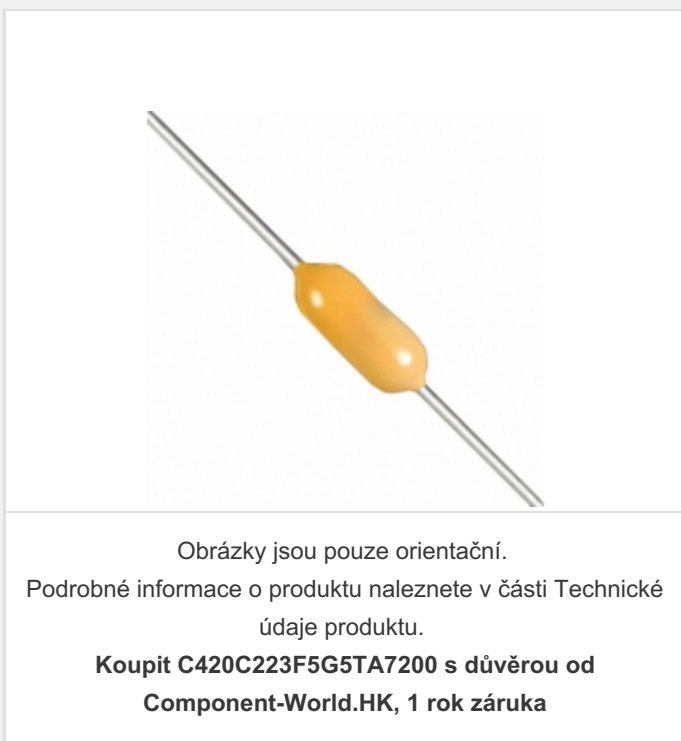 Obrázky jsou pouze orientační.
Podrobné informace o produktu naleznete v části Technické
údaje produktu.
Koupit C420C223F5G5TA7200 s důvěrou od
Component-World.HK, 1 rok záruka